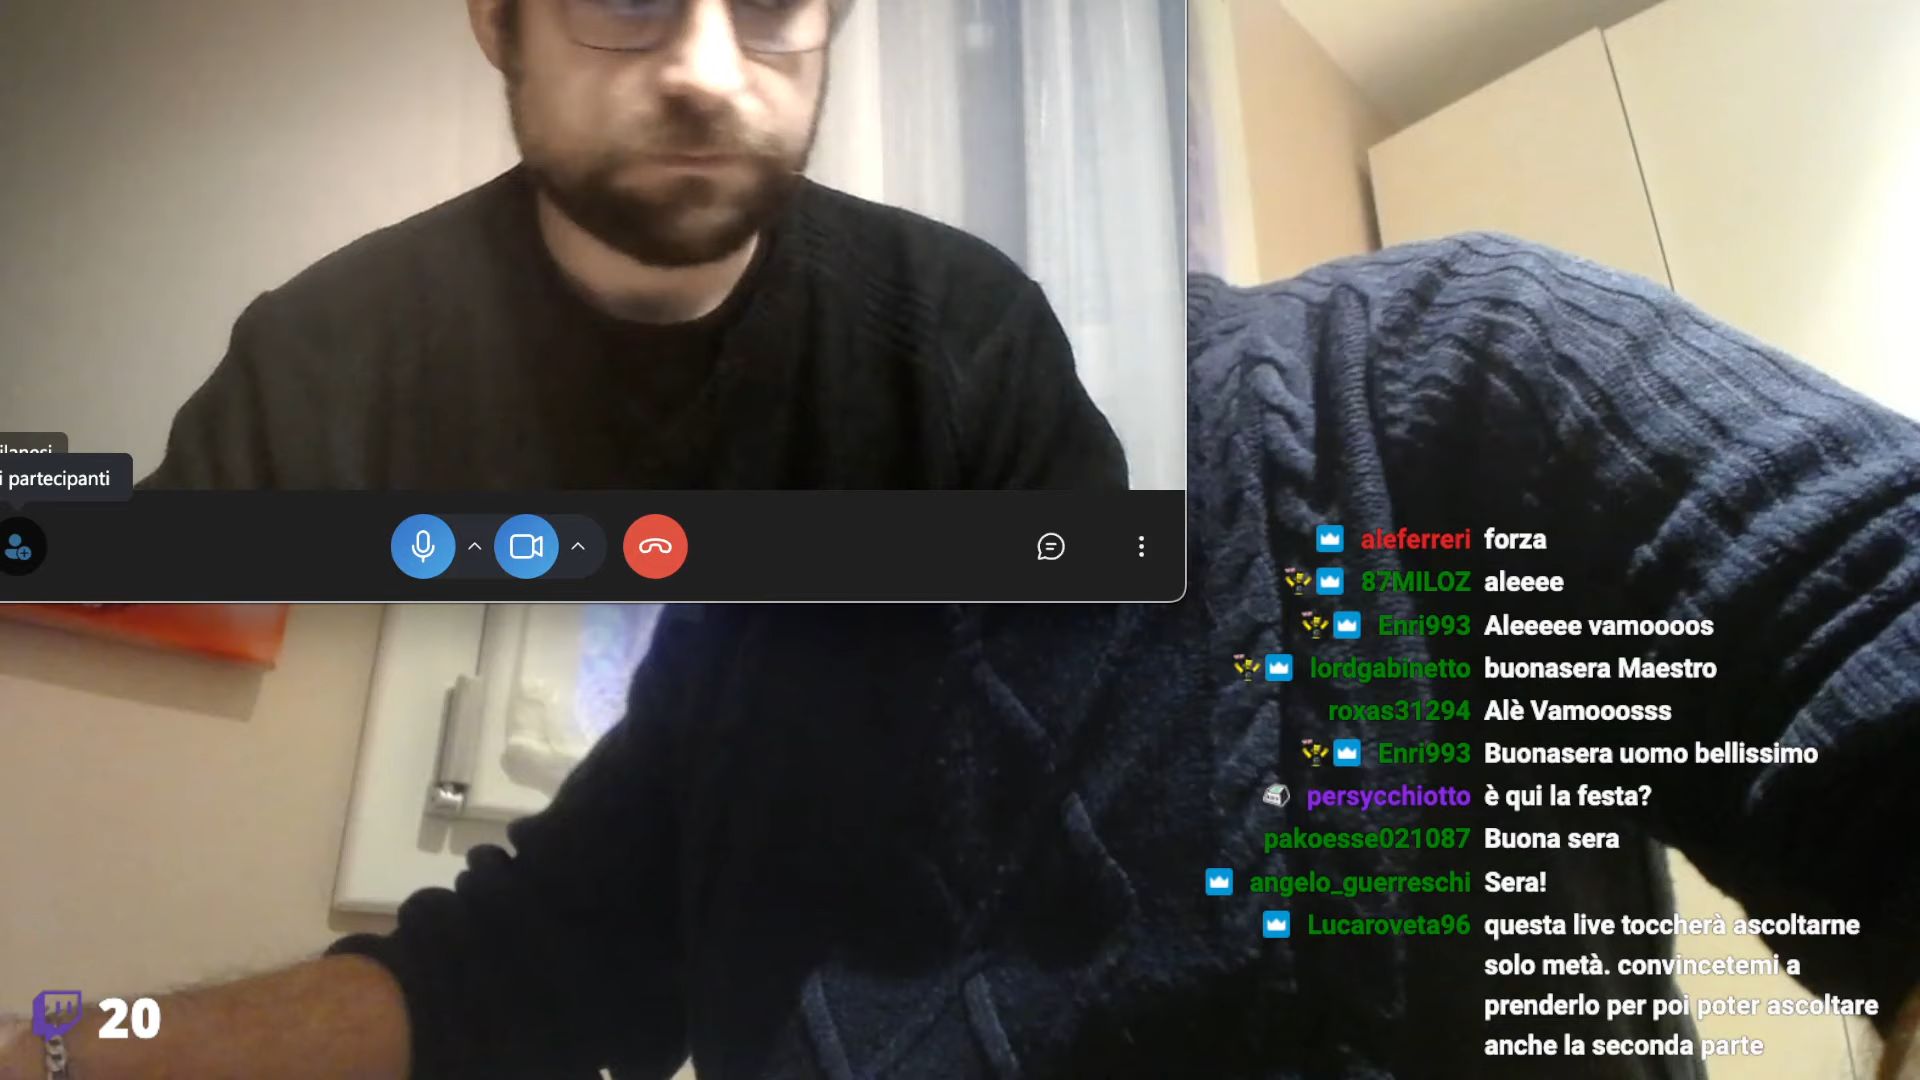 i partecipanti
aleferreri forza
87MILOZ aleeee
Enri993 Aleeeee vamoooos
lordgabinetto buonasera Maestro
roxas31294 Alè Vamooosss
Enri993 Buonasera uomo bellissimo
persycchiotto è qui la festa?
pakoesse021087 Buona sera
angelo_guerreschi Sera!
Lucaroveta96 questa live toccherà ascoltarne
solo metà. convincetemi a
prenderlo per poi poter ascoltare
anche la seconda parte
20